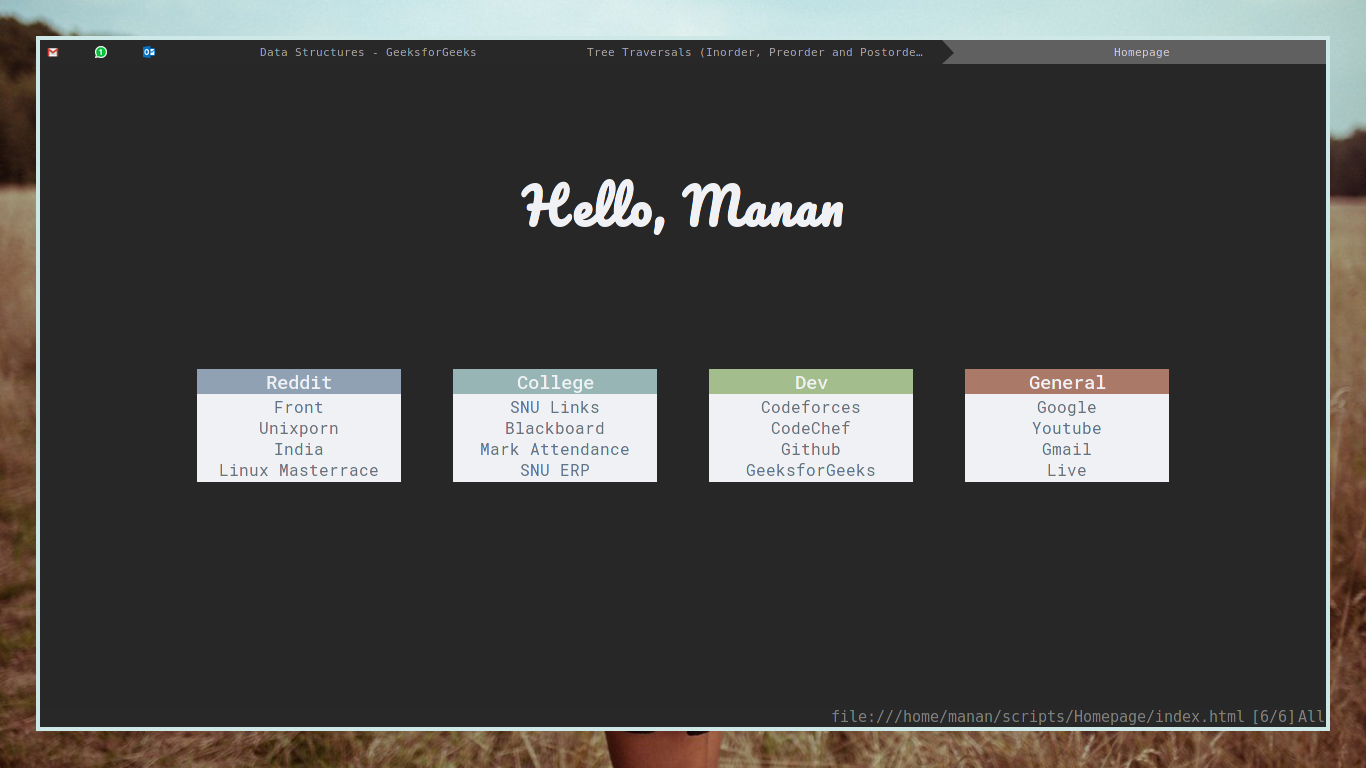 1 Data Structures - GeeksforGeeks Tree Traversals (Inorder, Preorder and Postorde… Homepage
Hello, Manan
Reddit
Front
Unixporn
India
Linux Masterrace
College
SNU Links
Blackboard
Mark Attendance
SNU ERP
Dev
Codeforces
CodeChef
Github
GeeksforGeeks
General
Google
Youtube
Gmail
Live
file:///home/manan/scripts/Homepage/index.html [6/6] All